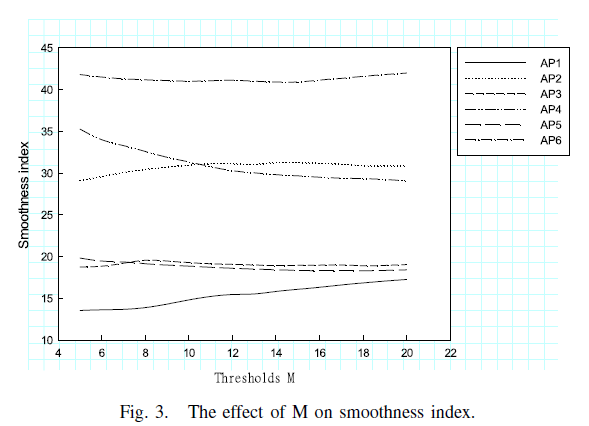 45
40
35
30
25
20
15
10
Smoothness index
4 6 8 10 12 14 16 18 20 22
Thresholds M
AP1
AP2
AP3
AP4
AP5
AP6
Fig. 3. The effect of M on smoothness index.